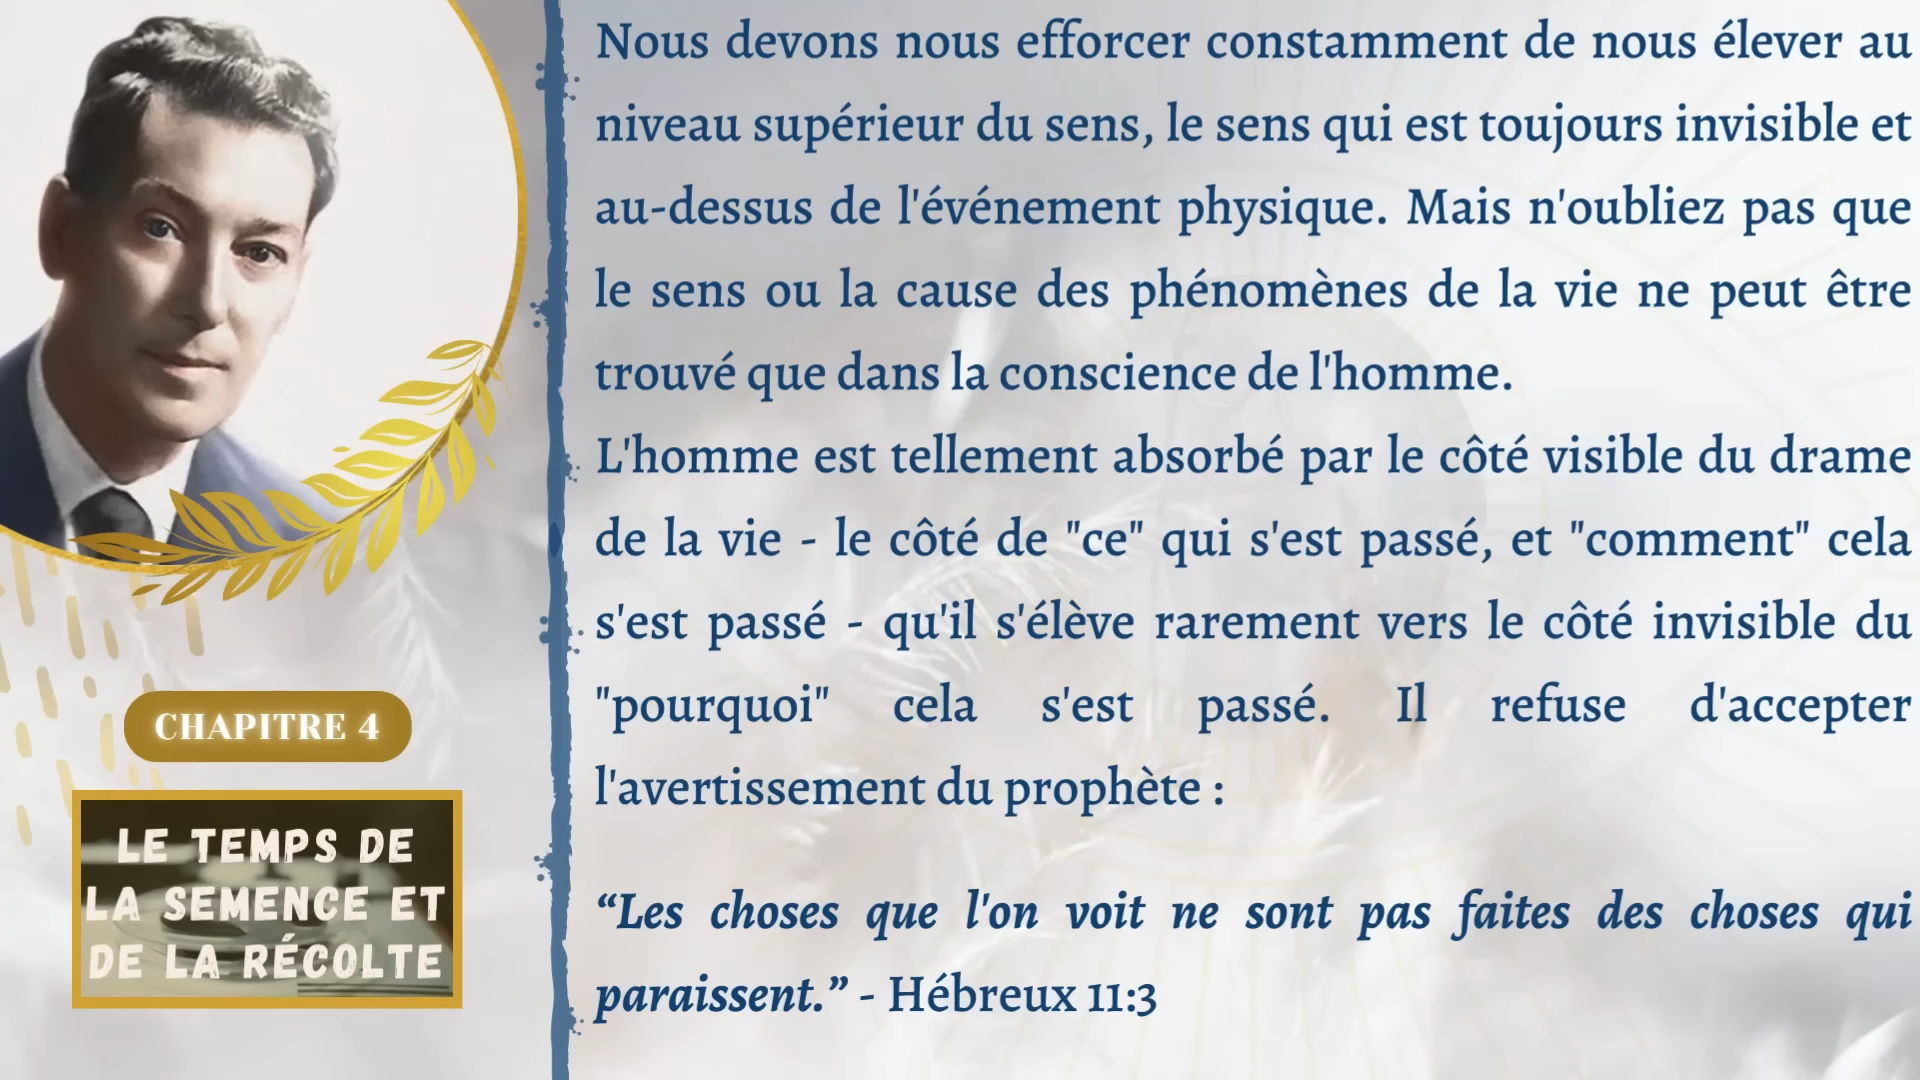 Nous devons nous efforcer constamment de nous élever au
niveau supérieur du sens, le sens qui est toujours invisible et
au-dessus de l'événement physique. Mais n'oubliez pas que
le sens ou la cause des phénomènes de la vie ne peut être
trouvé que dans la conscience de l'homme.
L'homme est tellement absorbé par le côté visible du drame
de la vie - le côté de "ce" qui s'est passé, et "comment" cela
s'est passé - qu'il s'élève rarement vers le côté invisible du
"pourquoi" cela s'est passé. Il refuse d'accepter
l'avertissement du prophète :
“Les choses que l'on voit ne sont pas faites des choses qui
paraissent.” - Hébreux 11:3
CHAPITRE 4
LE TEMPS DE
LA SEMENCE ET
DE LA RÉCOLTE